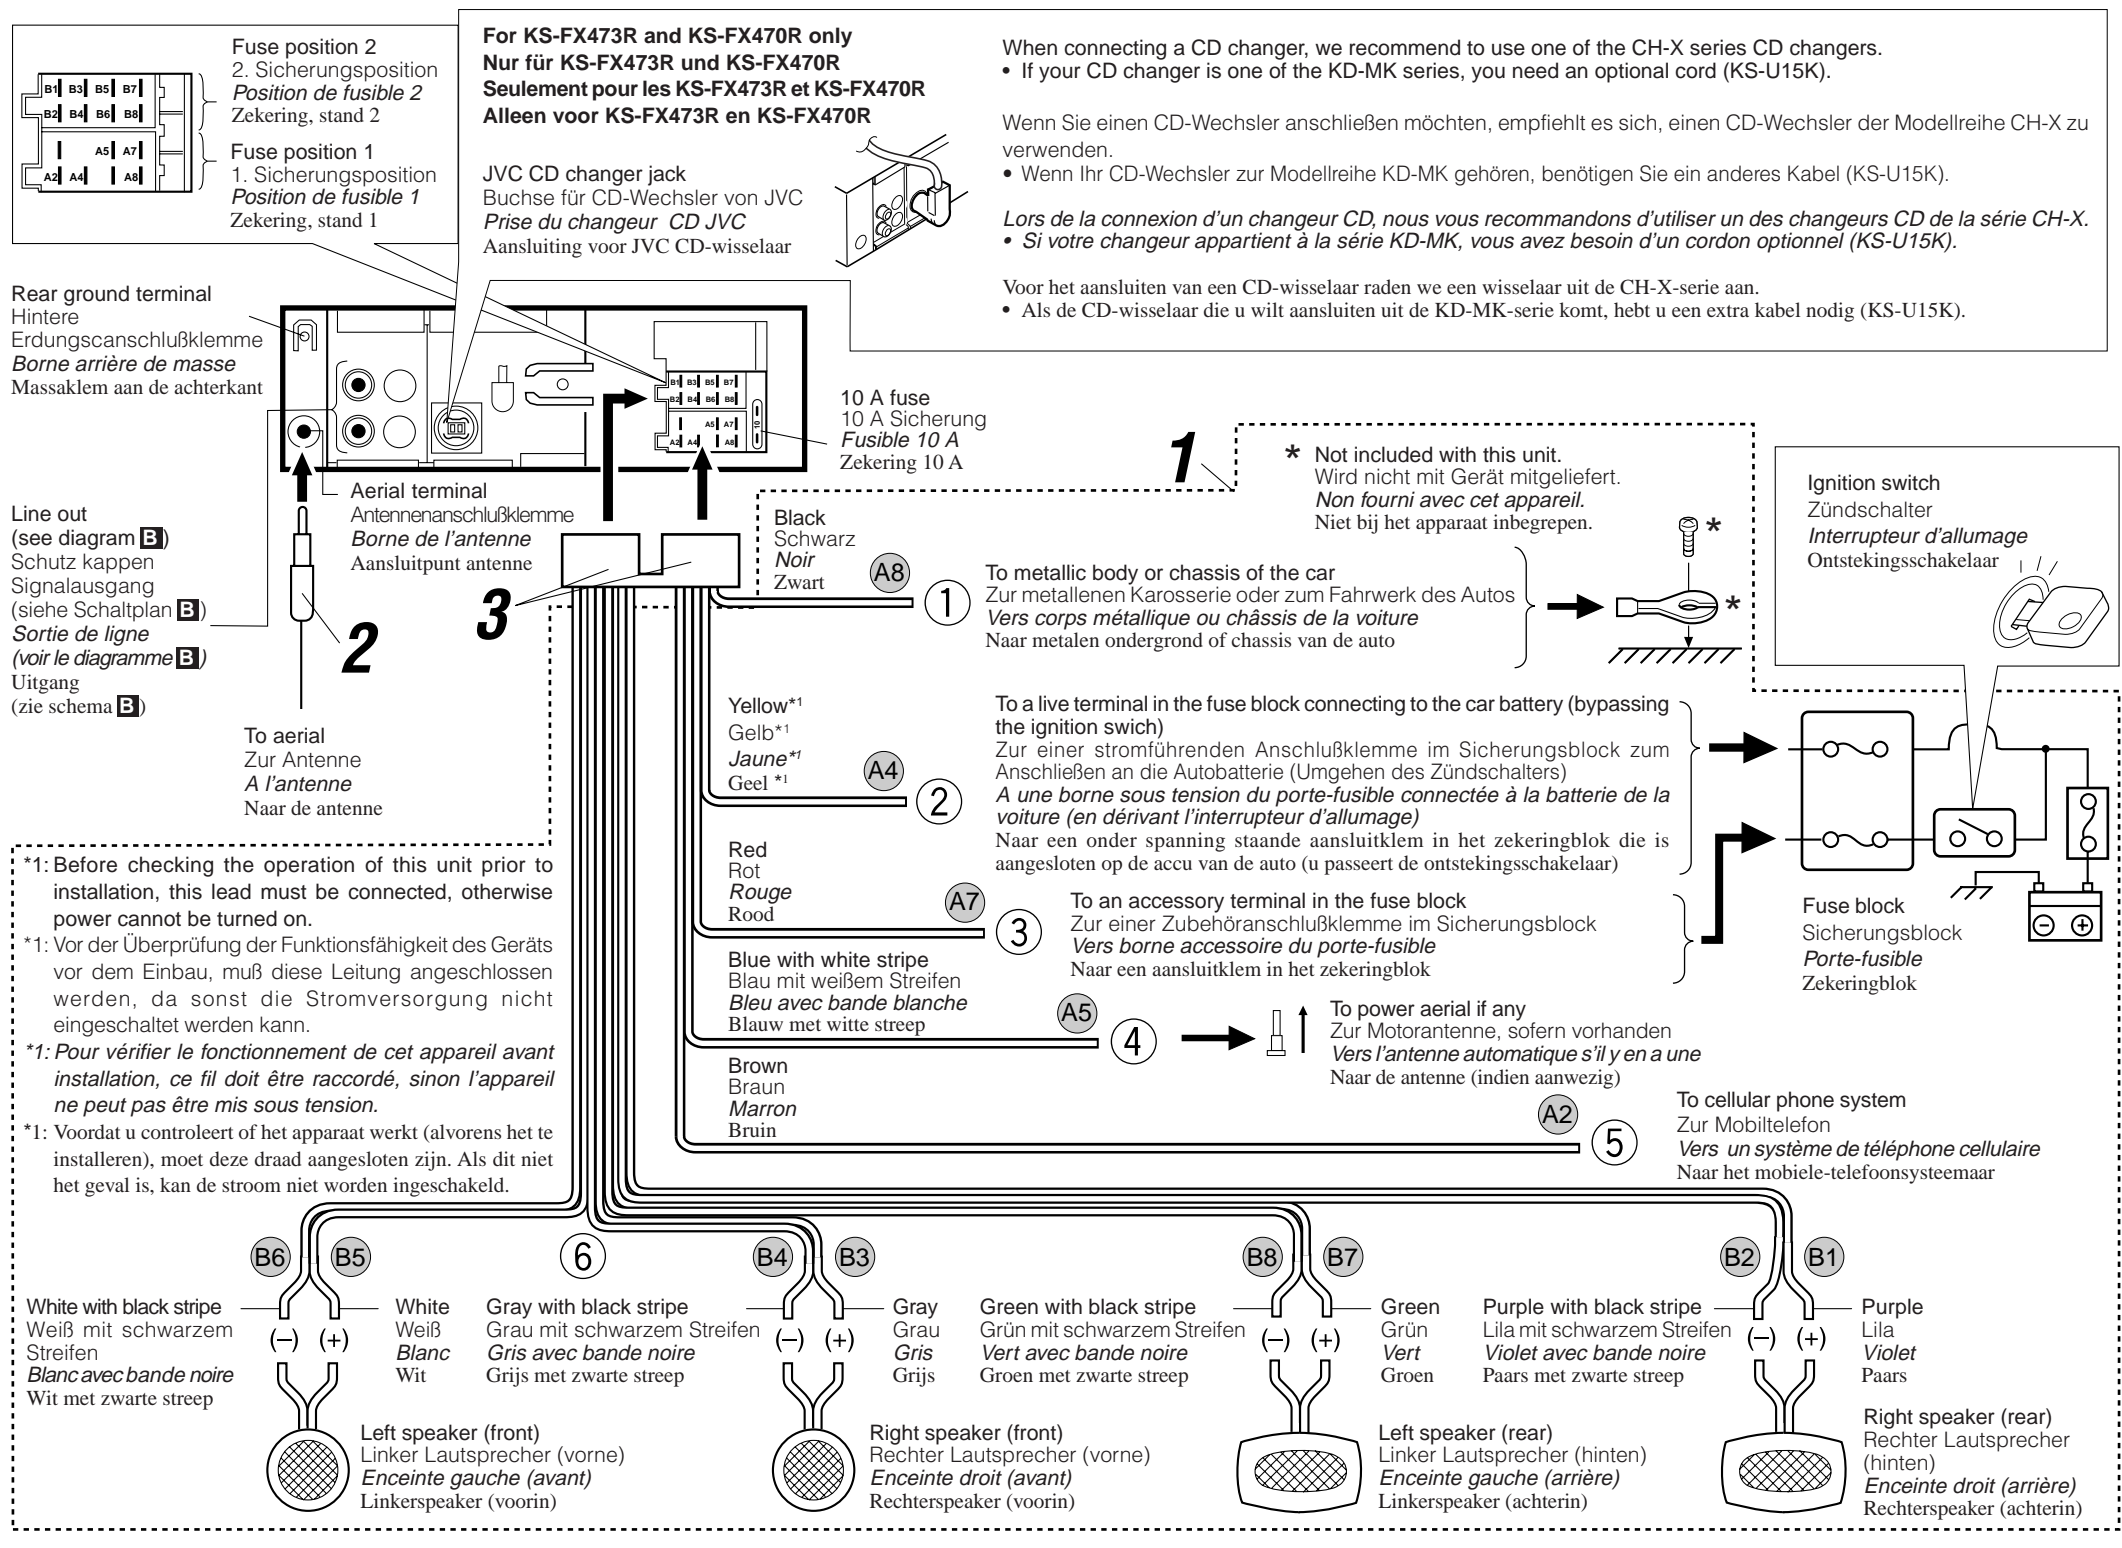 Fuse position 2
2. Sicherungsposition
Position de fusible 2
Zekering, stand 2
B1 B3 B5 B7
B2 B4 B6 B8
Fuse position 1
1. Sicherungsposition
Position de fusible 1
Zekering, stand 1
A5 A7
A2 A4 A8
For KS-FX473R and KS-FX470R only
Nur für KS-FX473R und KS-FX470R
Seulement pour les KS-FX473R et KS-FX470R
Alleen voor KS-FX473R en KS-FX470R
JVC CD changer jack
Buchse für CD-Wechsler von JVC
Prise du changeur CD JVC
Aansluiting voor JVC CD-wisselaar
When connecting a CD changer, we recommend to use one of the CH-X series CD changers.
• If your CD changer is one of the KD-MK series, you need an optional cord (KS-U15K).
Wenn Sie einen CD-Wechsler anschließen möchten, empfiehlt es sich, einen CD-Wechsler der Modellreihe CH-X zu
verwenden.
• Wenn Ihr CD-Wechsler zur Modellreihe KD-MK gehören, benötigen Sie ein anderes Kabel (KS-U15K).
Lors de la connexion d'un changeur CD, nous vous recommandons d'utiliser un des changeurs CD de la série CH-X.
• Si votre changeur appartient à la série KD-MK, vous avez besoin d'un cordon optionnel (KS-U15K).
Voor het aansluiten van een CD-wisselaar raden we een wisselaar uit de CH-X-serie aan.
• Als de CD-wisselaar die u wilt aansluiten uit de KD-MK-serie komt, hebt u een extra kabel nodig (KS-U15K).
Rear ground terminal
Hintere
Erdungscanschlußklemme
Borne arrière de masse
Massaklem aan de achterkant
B1 B3 B5 B7
B2 B4 B6 B8
A5 A7
A2 A4 A8
10
10 A fuse
10 A Sicherung
Fusible 10 A
Zekering 10 A
Line out
(see diagram B)
Schutz kappen
Signalausgang
(siehe Schaltplan B)
Sortie de ligne
(voir le diagramme B)
Uitgang
(zie schema B)
Aerial terminal
Antennenanschlußklemme
Borne de l'antenne
Aansluitpunt antenne
2
To aerial
Zur Antenne
A l'antenne
Naar de antenne
3
1
* Not included with this unit.
Wird nicht mit Gerät mitgeliefert.
Non fourni avec cet appareil.
Niet bij het apparaat inbegrepen.
*
*
Ignition switch
Zündschalter
Interrupteur d'allumage
Ontstekingsschakelaar
Black
Schwarz
Noir
Zwart
A8
1
To metallic body or chassis of the car
Zur metallenen Karosserie oder zum Fahrwerk des Autos
Vers corps métallique ou châssis de la voiture
Naar metalen ondergrond of chassis van de auto
Yellow*1
Gelb*1
Jaune*1
Geel *1
A4
2
To a live terminal in the fuse block connecting to the car battery (bypassing
the ignition swich)
Zur einer stromführenden Anschlußklemme im Sicherungsblock zum
Anschließen an die Autobatterie (Umgehen des Zündschalters)
A une borne sous tension du porte-fusible connectée à la batterie de la
voiture (en dérivant l'interrupteur d'allumage)
Naar een onder spanning staande aansluitklem in het zekeringblok die is
aangesloten op de accu van de auto (u passeert de ontstekingsschakelaar)
Red
Rot
Rouge
Rood
A7
3
To an accessory terminal in the fuse block
Zur einer Zubehöranschlußklemme im Sicherungsblock
Vers borne accessoire du porte-fusible
Naar een aansluitklem in het zekeringblok
Fuse block
Sicherungsblock
Porte-fusible
Zekeringblok
Blue with white stripe
Blau mit weißem Streifen
Bleu avec bande blanche
Blauw met witte streep
A5
4
To power aerial if any
Zur Motorantenne, sofern vorhanden
Vers l'antenne automatique s'il y en a une
Naar de antenne (indien aanwezig)
Brown
Braun
Marron
Bruin
A2
5
To cellular phone system
Zur Mobiltelefon
Vers un système de téléphone cellulaire
Naar het mobiele-telefoonsysteemaar
*1: Before checking the operation of this unit prior to
installation, this lead must be connected, otherwise
power cannot be turned on.
*1: Vor der Überprüfung der Funktionsfähigkeit des Geräts
vor dem Einbau, muß diese Leitung angeschlossen
werden, da sonst die Stromversorgung nicht
eingeschaltet werden kann.
*1: Pour vérifier le fonctionnement de cet appareil avant
installation, ce fil doit être raccordé, sinon l'appareil
ne peut pas être mis sous tension.
*1: Voordat u controleert of het apparaat werkt (alvorens het te
installeren), moet deze draad aangesloten zijn. Als dit niet
het geval is, kan de stroom niet worden ingeschakeld.
6
B6 B5
White with black stripe
Weiß mit schwarzem
Streifen
Blanc avec bande noire
Wit met zwarte streep
(–) (+)
White
Weiß
Blanc
Wit
Left speaker (front)
Linker Lautsprecher (vorne)
Enceinte gauche (avant)
Linkerspeaker (voorin)
B4 B3
Gray with black stripe
Grau mit schwarzem Streifen
Gris avec bande noire
Grijs met zwarte streep
(–) (+)
Gray
Grau
Gris
Grijs
Right speaker (front)
Rechter Lautsprecher (vorne)
Enceinte droit (avant)
Rechterspeaker (voorin)
B8 B7
Green with black stripe
Grün mit schwarzem Streifen
Vert avec bande noire
Groen met zwarte streep
(–) (+)
Green
Grün
Vert
Groen
Left speaker (rear)
Linker Lautsprecher (hinten)
Enceinte gauche (arrière)
Linkerspeaker (achterin)
B2 B1
Purple with black stripe
Lila mit schwarzem Streifen
Violet avec bande noire
Paars met zwarte streep
(–) (+)
Purple
Lila
Violet
Paars
Right speaker (rear)
Rechter Lautsprecher
(hinten)
Enceinte droit (arrière)
Rechterspeaker (achterin)